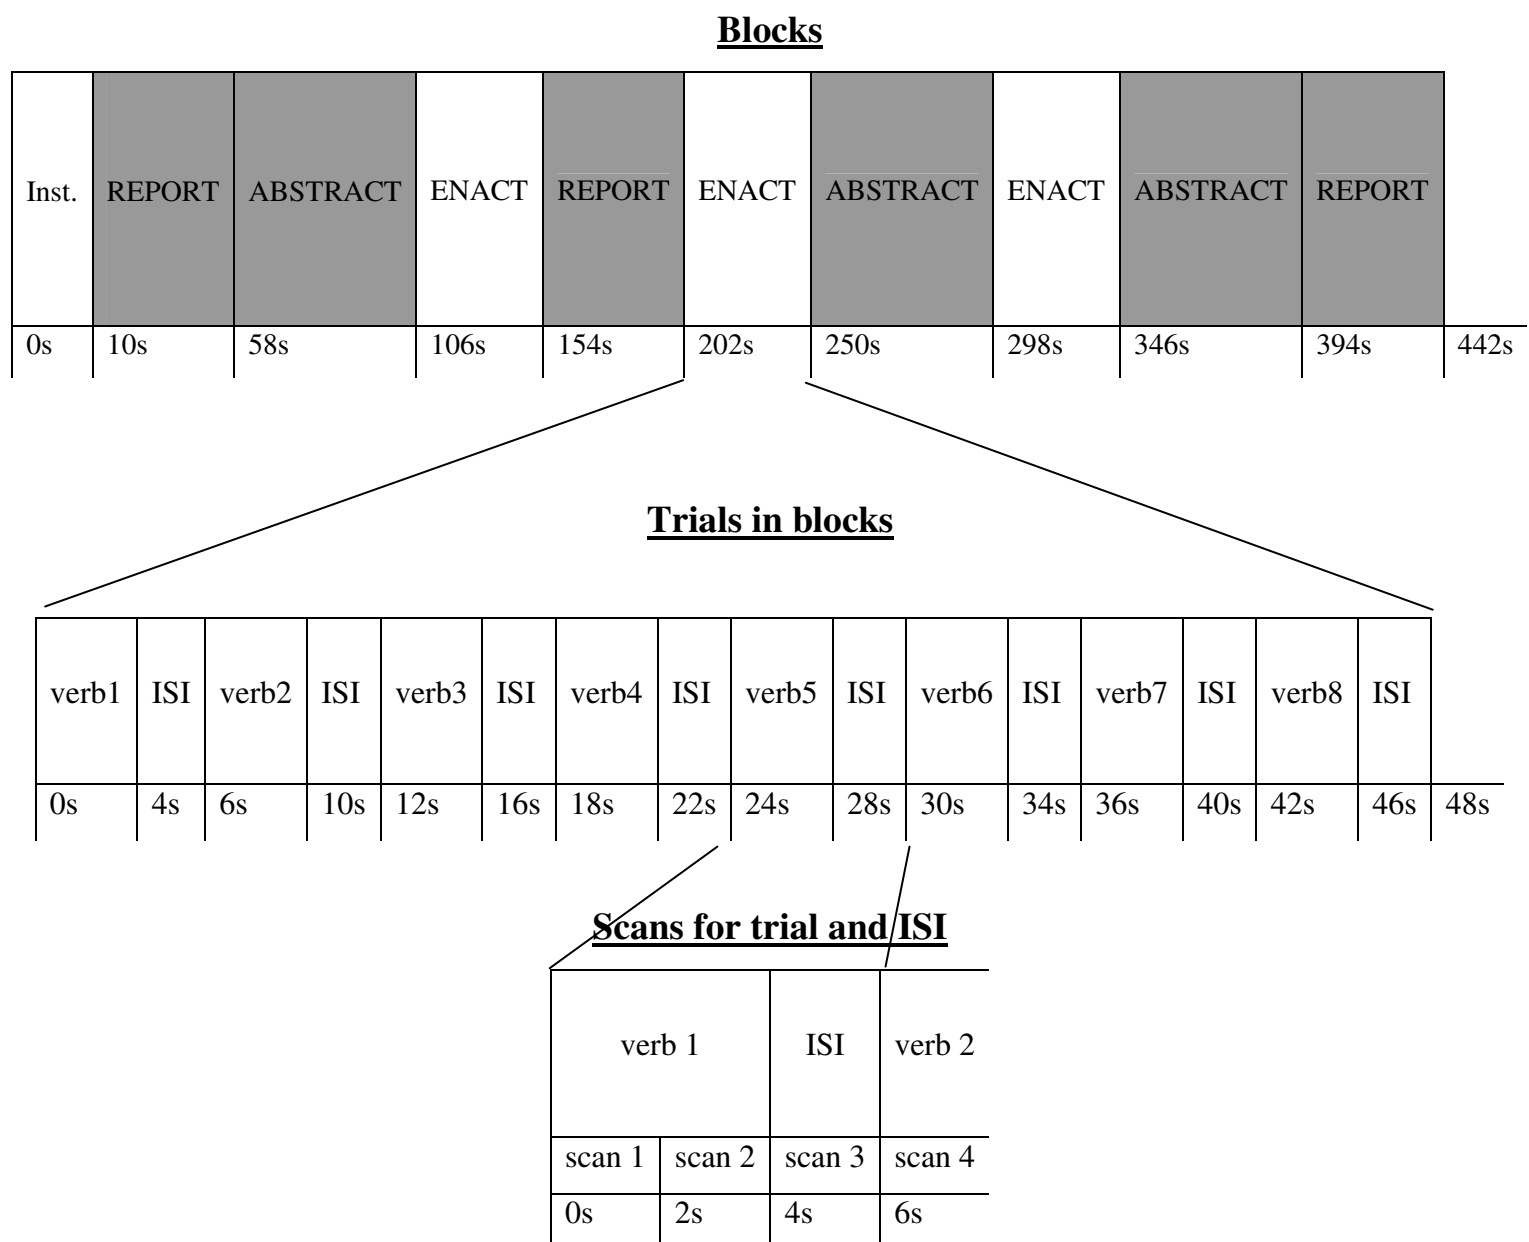 Blocks
Inst. REPORT ABSTRACT ENACT REPORT ENACT ABSTRACT ENACT ABSTRACT REPORT
0s 10s 58s 106s 154s 202s 250s 298s 346s 394s 442s
Trials in blocks
verb1 ISI verb2 ISI verb3 ISI verb4 ISI verb5 ISI verb6 ISI verb7 ISI verb8 ISI
0s 4s 6s 10s 12s 16s 18s 22s 24s 28s 30s 34s 36s 40s 42s 46s 48s
Scans for trial and ISI
verb 1 ISI verb 2
scan 1 scan 2 scan 3 scan 4
0s 2s 4s 6s